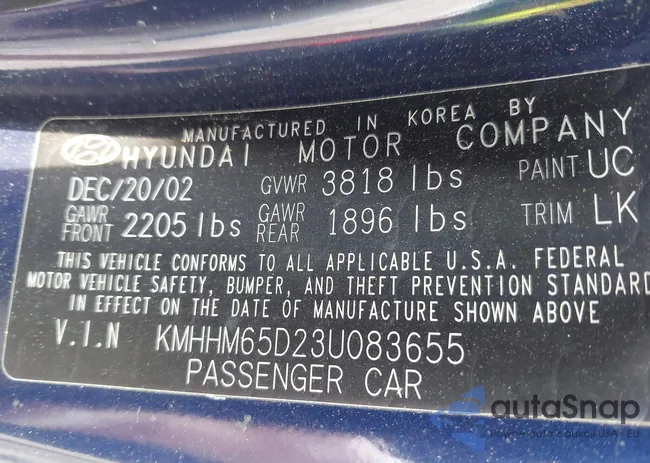 MANUFACTURED IN KOREA BY
HYUNDAI MOTOR COMPANY
DEC/20/02 GVWR 3818 lbs PAINT UC
GAWR FRONT 2205 lbs GAWR REAR 1896 lbs TRIM LK
THIS VEHICLE CONFORMS TO ALL APPLICABLE U.S.A. FEDERAL
MOTOR VEHICLE SAFETY, BUMPER, AND THEFT PREVENTION STANDARD
IN EFFECT ON THE DATE OF MANUFACTURE SHOWN ABOVE
V.I.N KMHHM65D23U083655
PASSENGER CAR
autaSnap